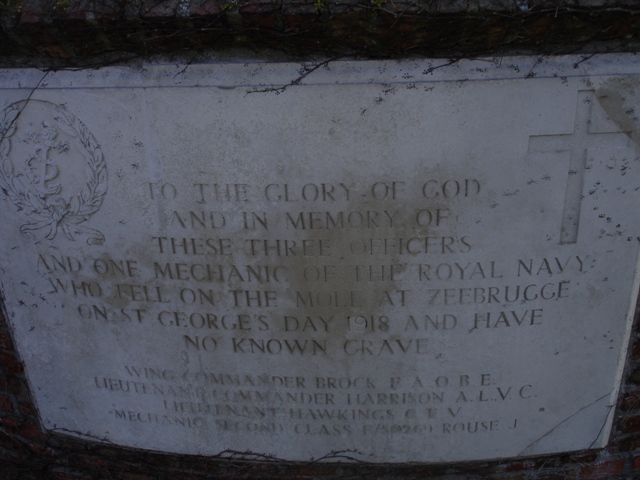 TO THE GLORY OF GOD
AND IN MEMORY OF
THESE THREE OFFICERS
AND ONE MECHANIC OF THE ROYAL NAVY
WHO FELL ON THE MOLE AT ZEEBRUGGE
ON ST GEORGE'S DAY 1918 AND HAVE
NO KNOWN GRAVE
WING COMMANDER BROCK F. A. O. B. E.
LIEUTENANT COMMANDER HARRISON A. L. V. C.
LIEUTENANT HAWKINGS C. E. V.
MECHANIC SECOND CLASS ROUSE J